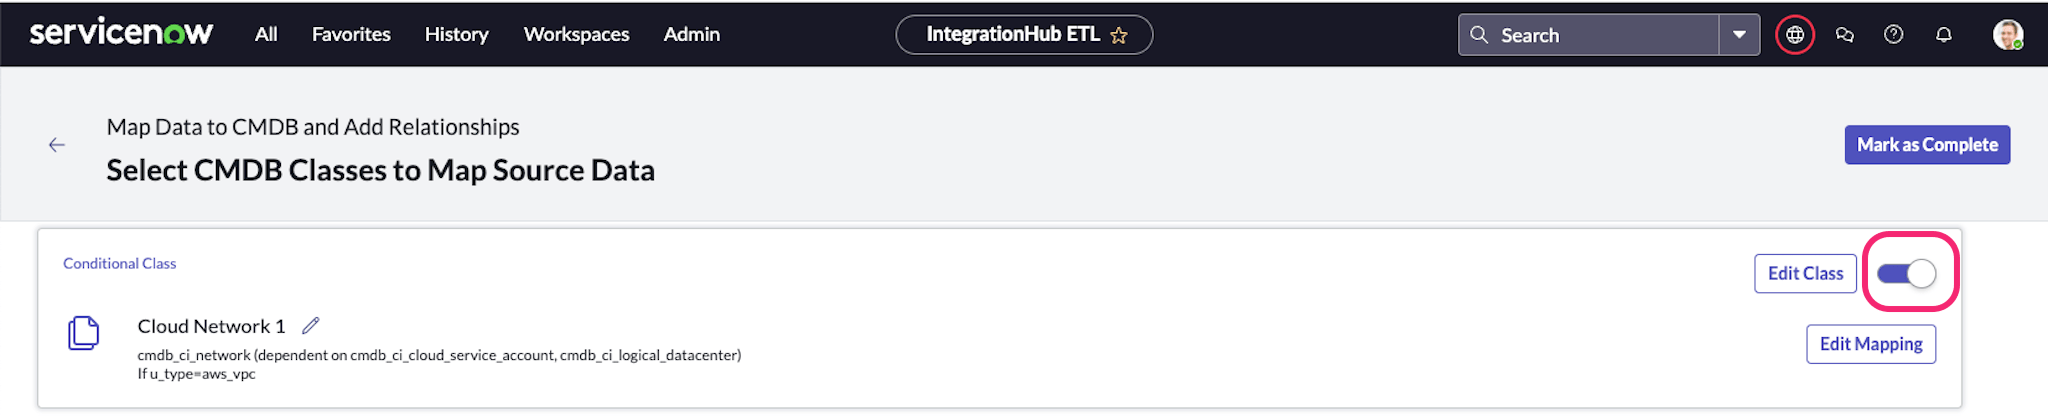 servicenow All Favorites History Workspaces Admin IntegrationHub ETL Search
Map Data to CMDB and Add Relationships
Select CMDB Classes to Map Source Data
Mark as Complete
Conditional Class
Edit Class
Cloud Network 1
cmdb_ci_network (dependent on cmdb_ci_cloud_service_account, cmdb_ci_logical_datacenter)
If u_type=aws_vpc
Edit Mapping